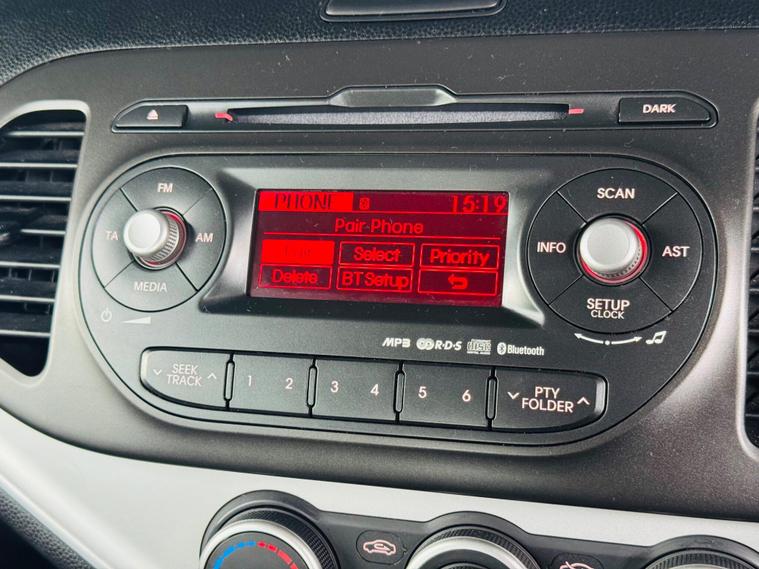 DARK
FM
TA
AM
MEDIA
PHONE 15:19
Pair Phone
Select Priority
Delete BT Setup
SCAN
INFO
AST
SETUP
CLOCK
MP3 R·D·S Bluetooth
SEEK
TRACK
1 2 3 4 5 6
PTY
FOLDER